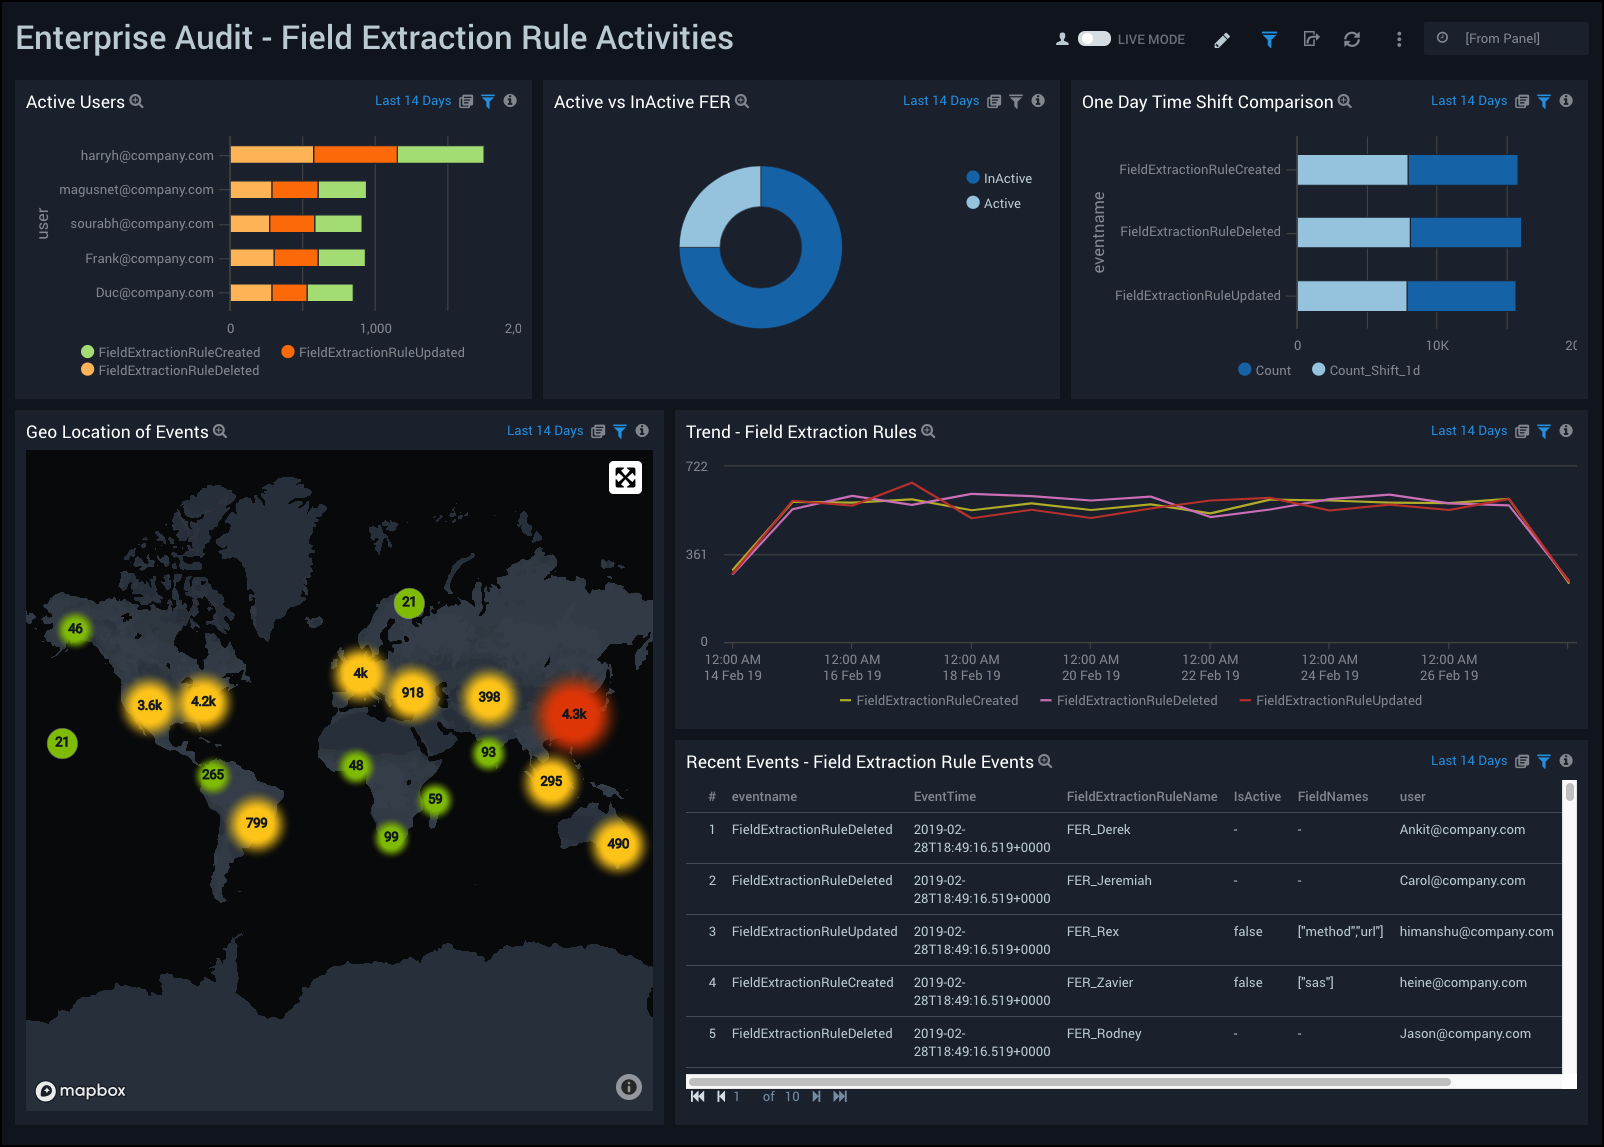 Enterprise Audit - Field Extraction Rule Activities
LIVE MODE
[From Panel]
Active Users
Last 14 Days
user
harryh@company.com
magusnet@company.com
sourabh@company.com
Frank@company.com
Duc@company.com
0 1,000 2,0
FieldExtractionRuleCreated FieldExtractionRuleUpdated
FieldExtractionRuleDeleted
Active vs InActive FER
Last 14 Days
InActive
Active
One Day Time Shift Comparison
Last 14 Days
eventname
FieldExtractionRuleCreated
FieldExtractionRuleDeleted
FieldExtractionRuleUpdated
0 10K 20
Count Count_Shift_1d
Geo Location of Events
Last 14 Days
21
46
4k
918
398
3.6k
4.2k
4.3k
21
93
48
265
295
59
799
99
490
mapbox
Trend - Field Extraction Rules
Last 14 Days
722
361
0
12:00 AM 12:00 AM 12:00 AM 12:00 AM 12:00 AM 12:00 AM 12:00 AM
14 Feb 19 16 Feb 19 18 Feb 19 20 Feb 19 22 Feb 19 24 Feb 19 26 Feb 19
FieldExtractionRuleCreated FieldExtractionRuleDeleted FieldExtractionRuleUpdated
Recent Events - Field Extraction Rule Events
Last 14 Days
# eventname EventTime FieldExtractionRuleName IsActive FieldNames user
1 FieldExtractionRuleDeleted 2019-02- FER_Derek - - Ankit@company.com
28T18:49:16.519+0000
2 FieldExtractionRuleDeleted 2019-02- FER_Jeremiah - - Carol@company.com
28T18:49:16.519+0000
3 FieldExtractionRuleUpdated 2019-02- FER_Rex false ["method","url"] himanshu@company.com
28T18:49:16.519+0000
4 FieldExtractionRuleCreated 2019-02- FER_Zavier false ["sas"] heine@company.com
28T18:49:16.519+0000
5 FieldExtractionRuleDeleted 2019-02- FER_Rodney - - Jason@company.com
28T18:49:16.519+0000
1 of 10